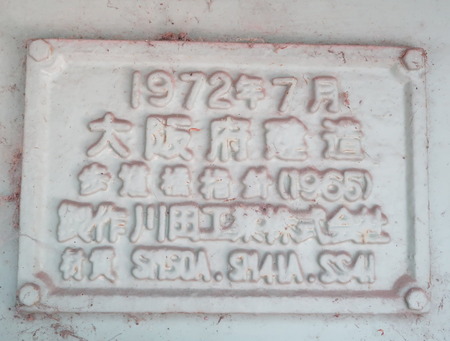 1972年7月
大阪府建造
歩道橋指針(1965)
製作 川田工業株式会社
材質 SM50A・SM41A・SS41